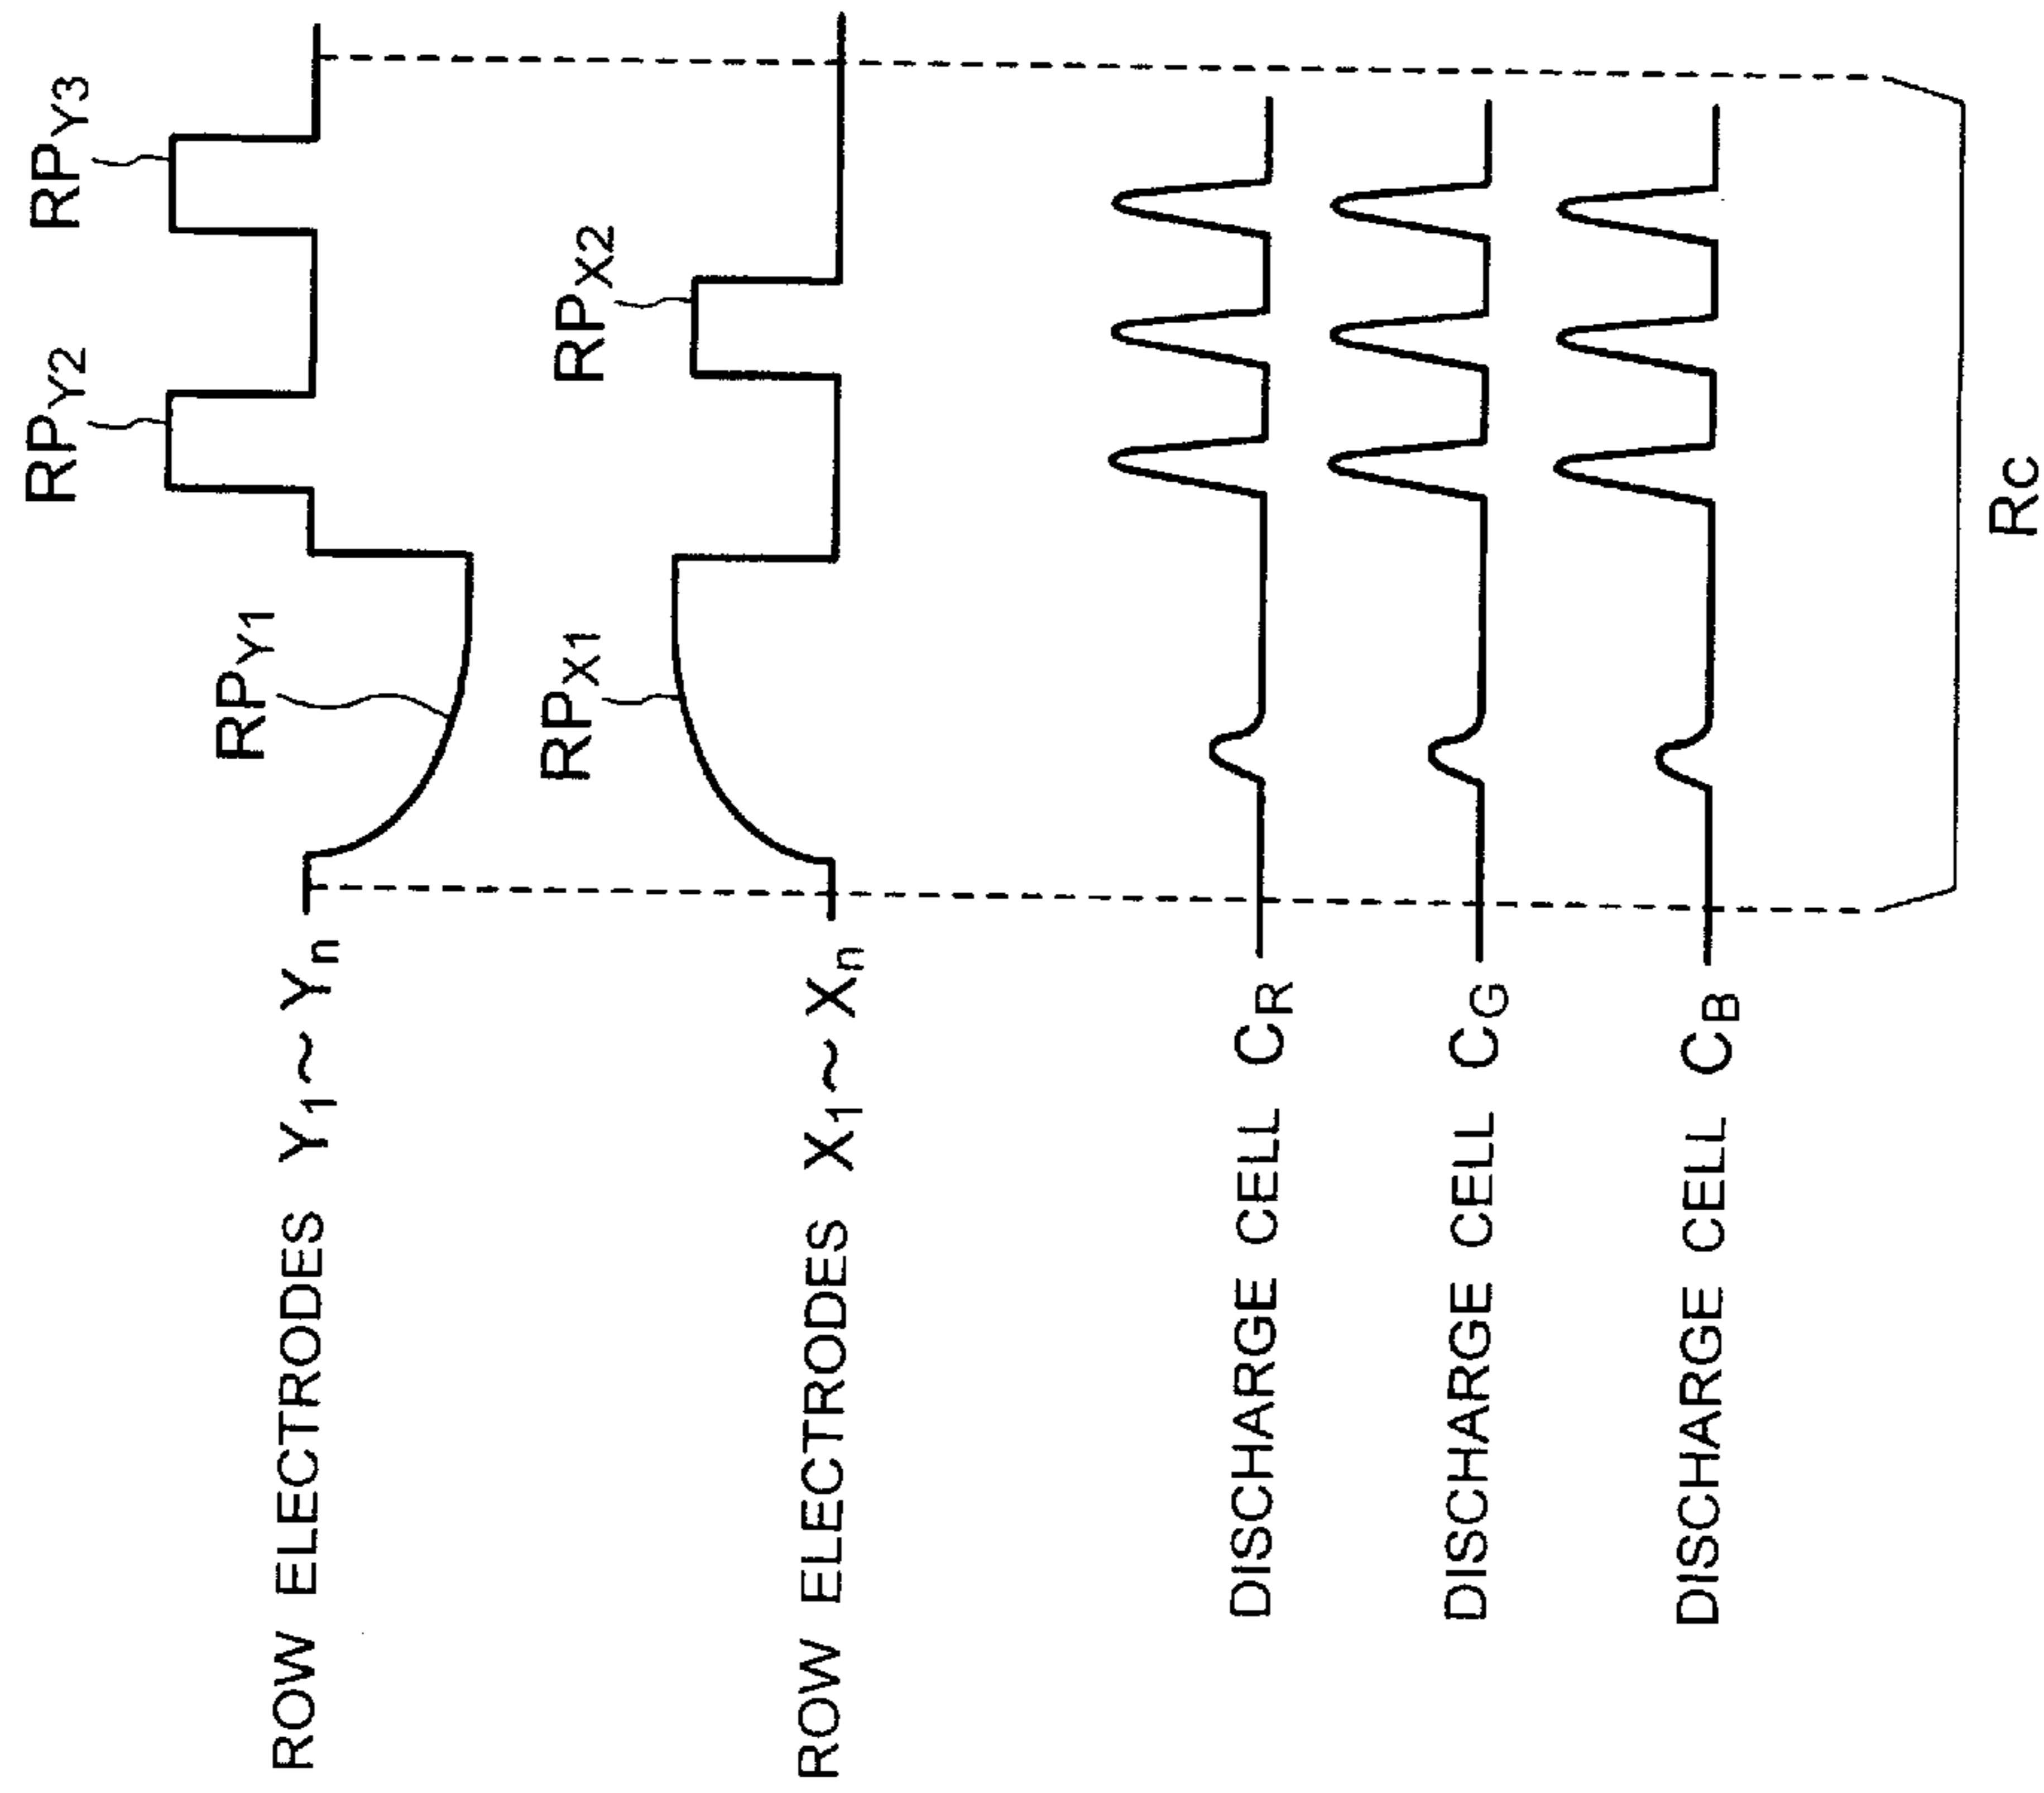 RPY2
RPY3
RPY1
ROW ELECTRODES Y1~Yn
RPX1
RPX2
ROW ELECTRODES X1~Xn
DISCHARGE CELL CR
DISCHARGE CELL CG
DISCHARGE CELL CB
Rc